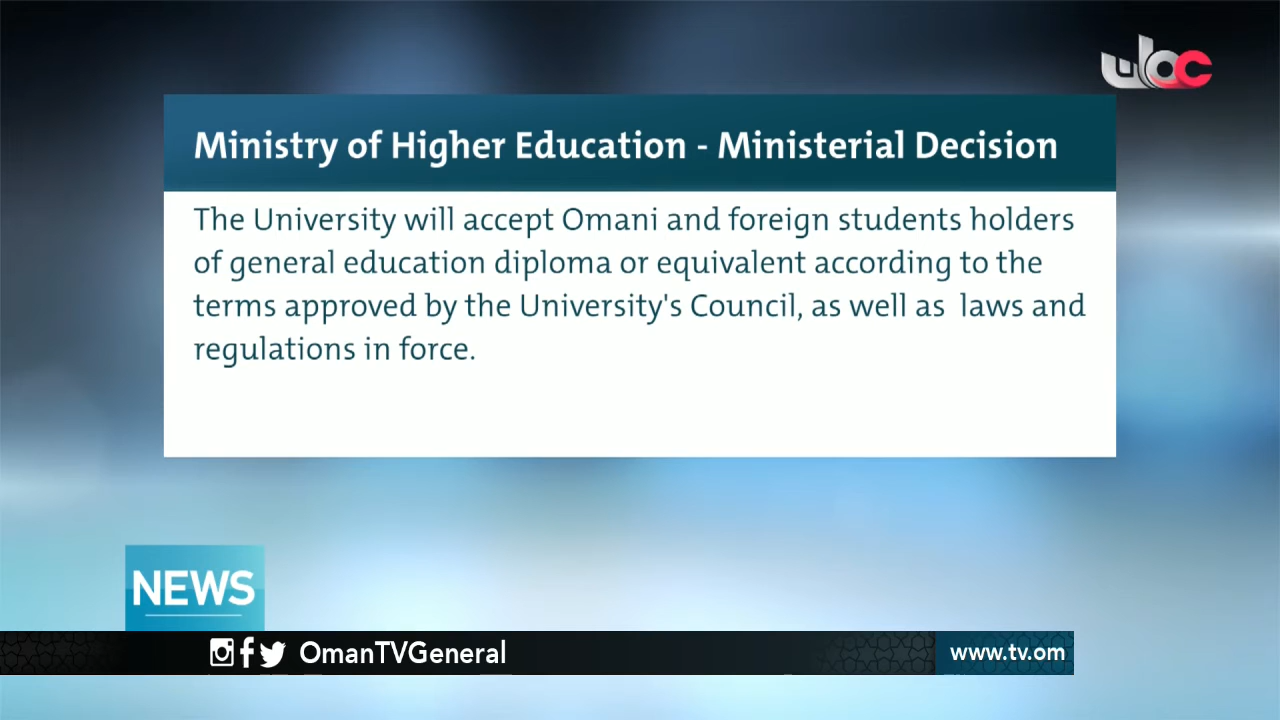 عمان
Ministry of Higher Education - Ministerial Decision
The University will accept Omani and foreign students holders
of general education diploma or equivalent according to the
terms approved by the University's Council, as well as  laws and
regulations in force.
NEWS
OmanTVGeneral
www.tv.om